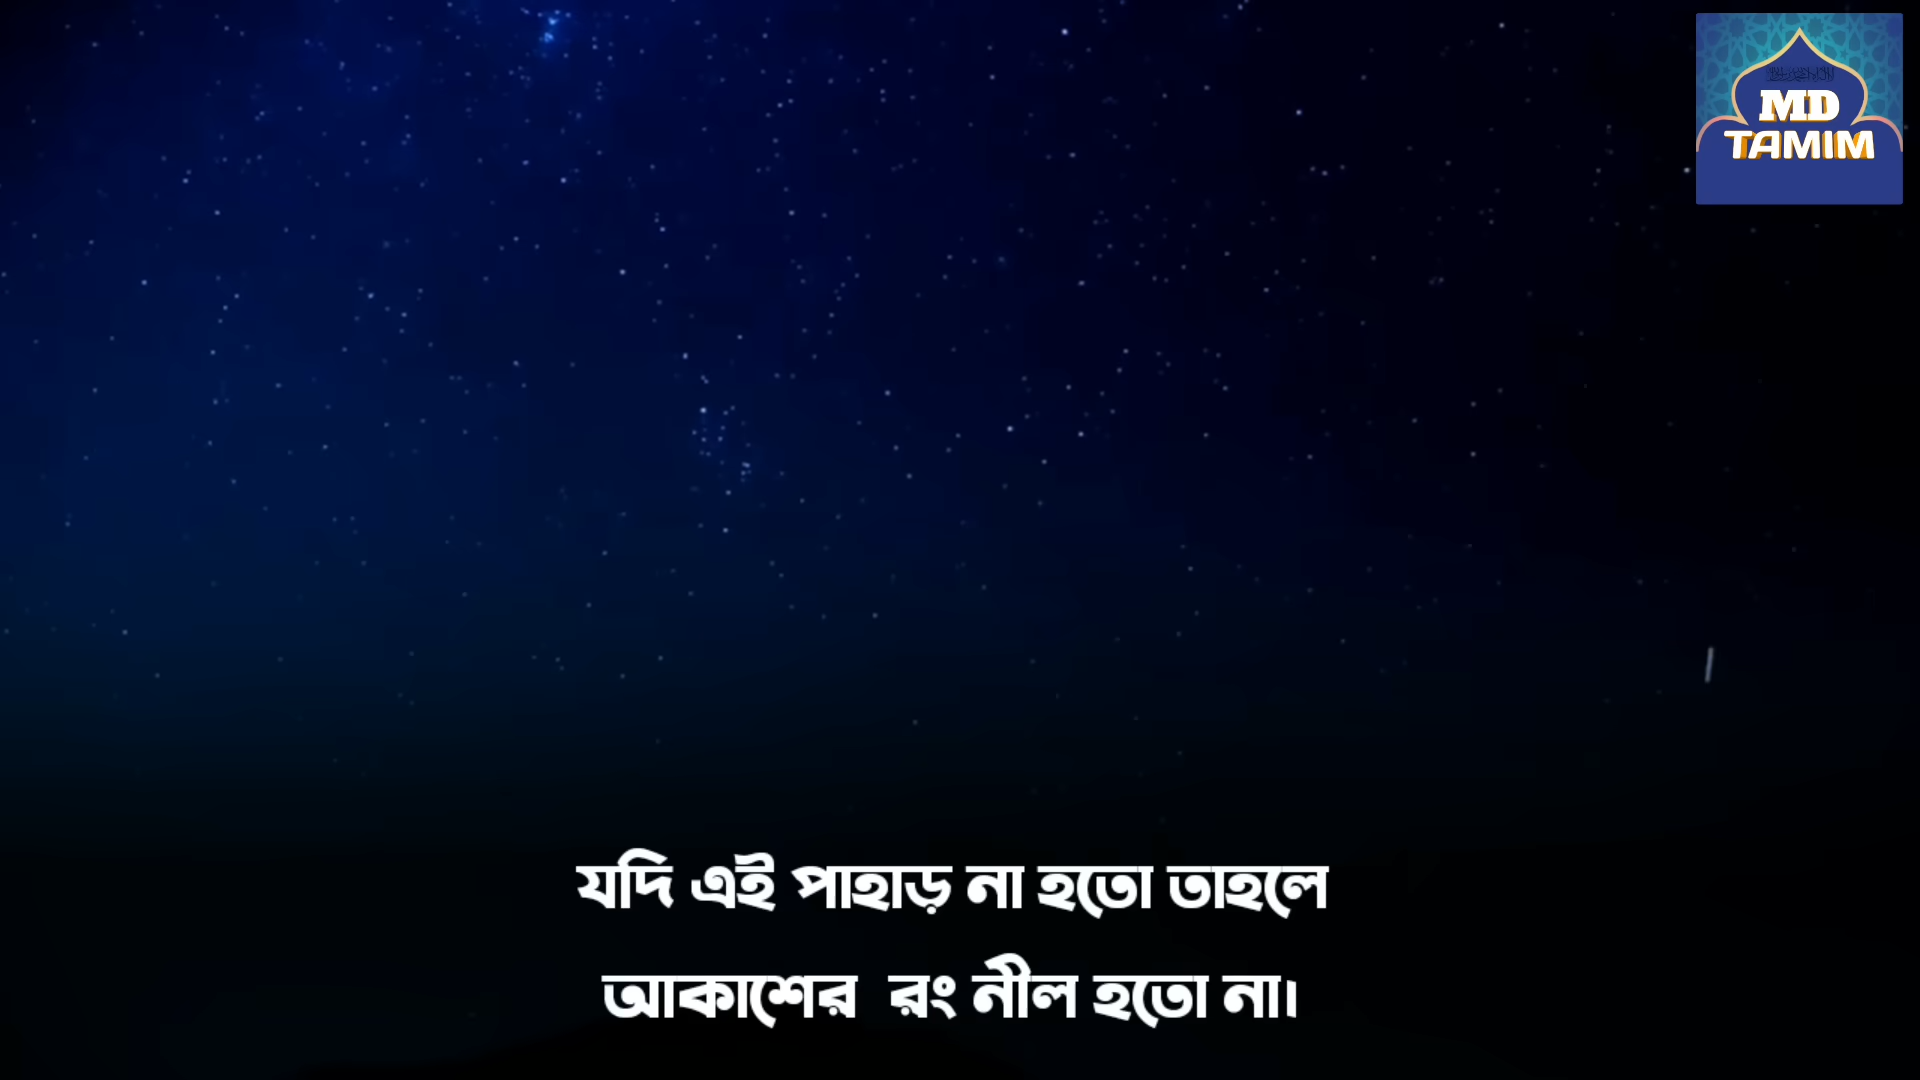 MD
TAMIM
যদি এই পাহাড় না হতো তাহলে
আকাশের রং নীল হতো না।